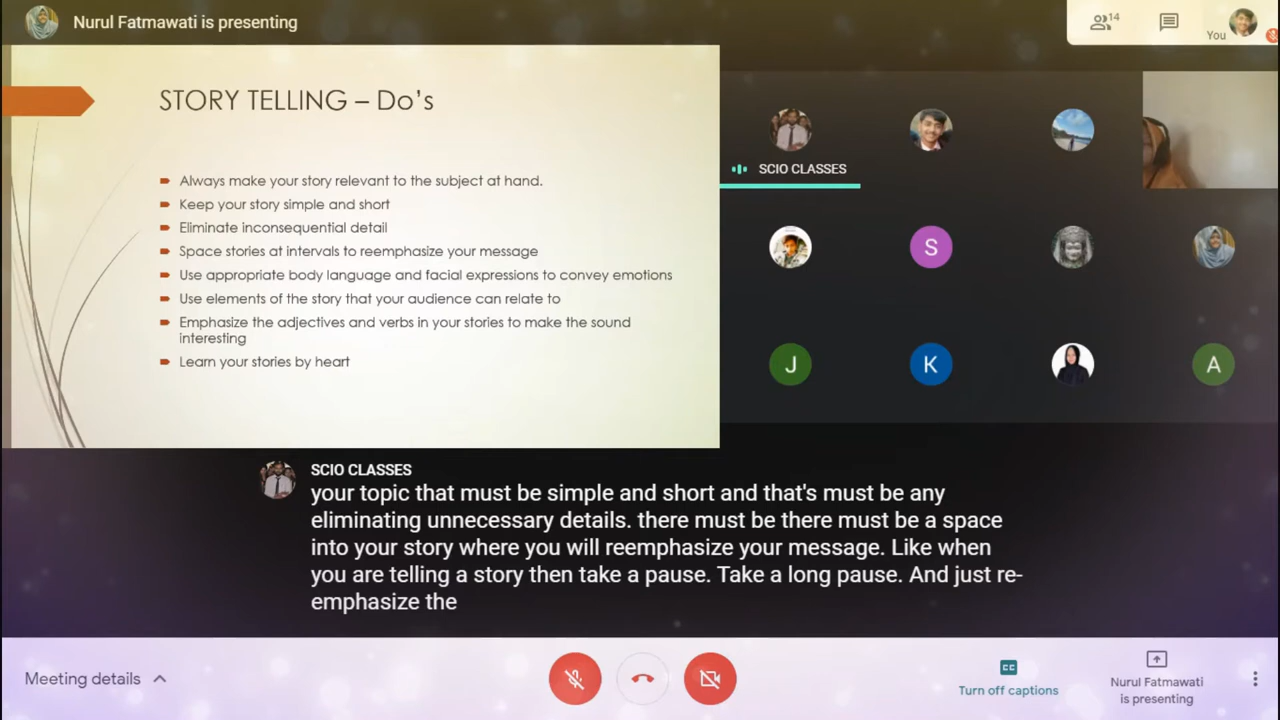 Nurul Fatmawati is presenting
14
You
STORY TELLING – Do's
Always make your story relevant to the subject at hand.
Keep your story simple and short
Eliminate inconsequential detail
Space stories at intervals to reemphasize your message
Use appropriate body language and facial expressions to convey emotions
Use elements of the story that your audience can relate to
Emphasize the adjectives and verbs in your stories to make the sound
interesting
Learn your stories by heart
SCIO CLASSES
S
J
K
A
SCIO CLASSES
your topic that must be simple and short and that's must be any
eliminating unnecessary details. there must be there must be a space
into your story where you will reemphasize your message. Like when
you are telling a story then take a pause. Take a long pause. And just re-
emphasize the
Meeting details
CC
Turn off captions
Nurul Fatmawati
is presenting